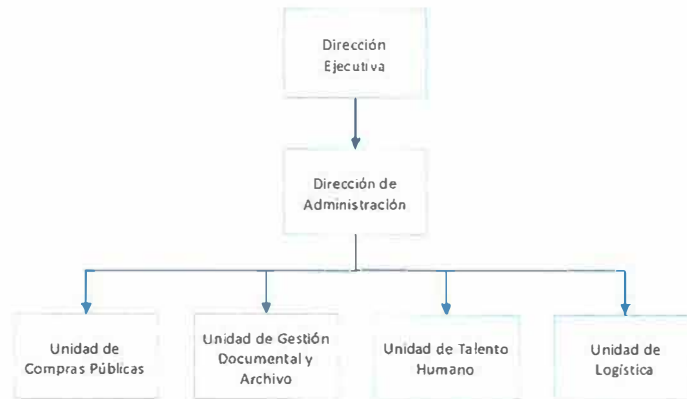 Dirección
Ejecutiva
Dirección de
Administración
Unidad de
Compras Públicas
Unidad de Gestión
Documental y
Archivo
Unidad de Talento
Humano
Unidad de
Logística